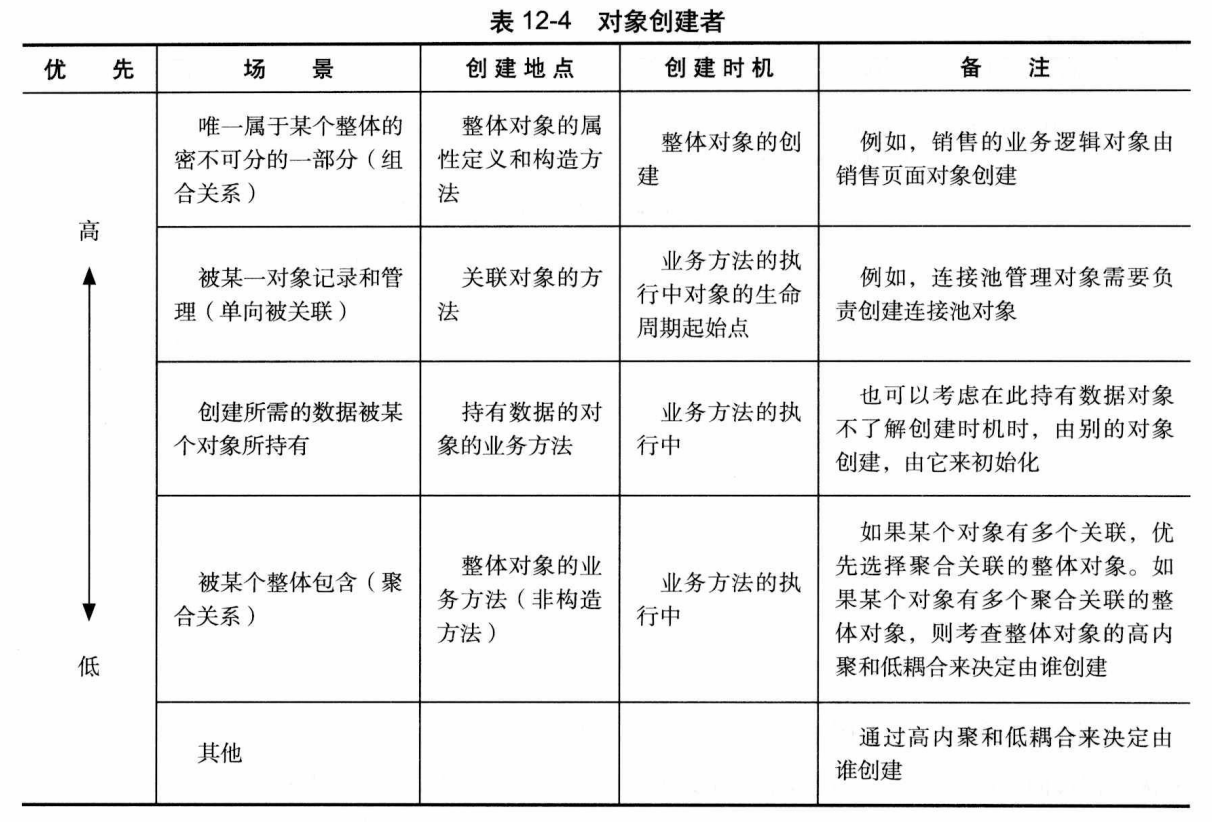 表 12-4 对象创建者
优 先 场 景 创建地点 创建时机 备 注
高
低
唯一属于某个整体的
密不可分的一部分（组
合关系）
整体对象的属
性定义和构造方
法
整体对象的创
建
例如，销售的业务逻辑对象由
销售页面对象创建
被某一对象记录和管
理（单向被关联）
关联对象的方
法
业务方法的执
行中对象的生命
周期起始点
例如，连接池管理对象需要负
责创建连接池对象
创建所需的数据被某
个对象所持有
持有数据的对
象的业务方法
业务方法的执
行中
也可以考虑在此持有数据对象
不了解创建时机时，由别的对象
创建，由它来初始化
被某个整体包含（聚
合关系）
整体对象的业
务方法（非构造
方法）
业务方法的执
行中
如果某个对象有多个关联，优
先选择聚合关联的整体对象。如
果某个对象有多个聚合关联的整
体对象，则考查整体对象的高内
聚和低耦合来决定由谁创建
其他
通过高内聚和低耦合来决定由
谁创建